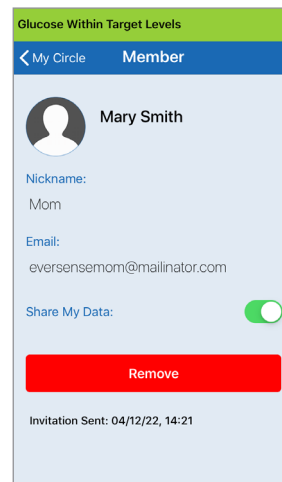 Glucose Within Target Levels
My Circle Member
Mary Smith
Nickname:
Mom
Email:
eversensemom@mailinator.com
Share My Data:
Remove
Invitation Sent: 04/12/22, 14:21